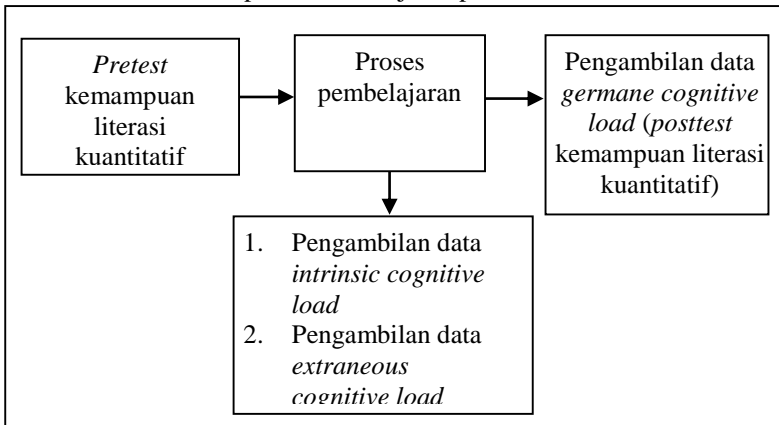 Pretest
kemampuan
literasi
kuantitatif
Proses
pembelajaran
Pengambilan data
germane cognitive
load (posttest
kemampuan literasi
kuantitatif)
1. Pengambilan data
intrinsic cognitive
load
2. Pengambilan data
extraneous
cognitive load